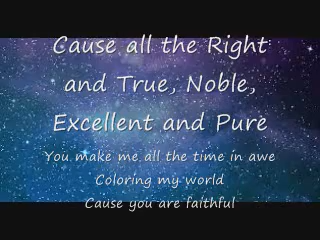 Cause all the Right
and True, Noble,
Excellent and Pure
You make me all the time in awe
Coloring my world
Cause you are faithful